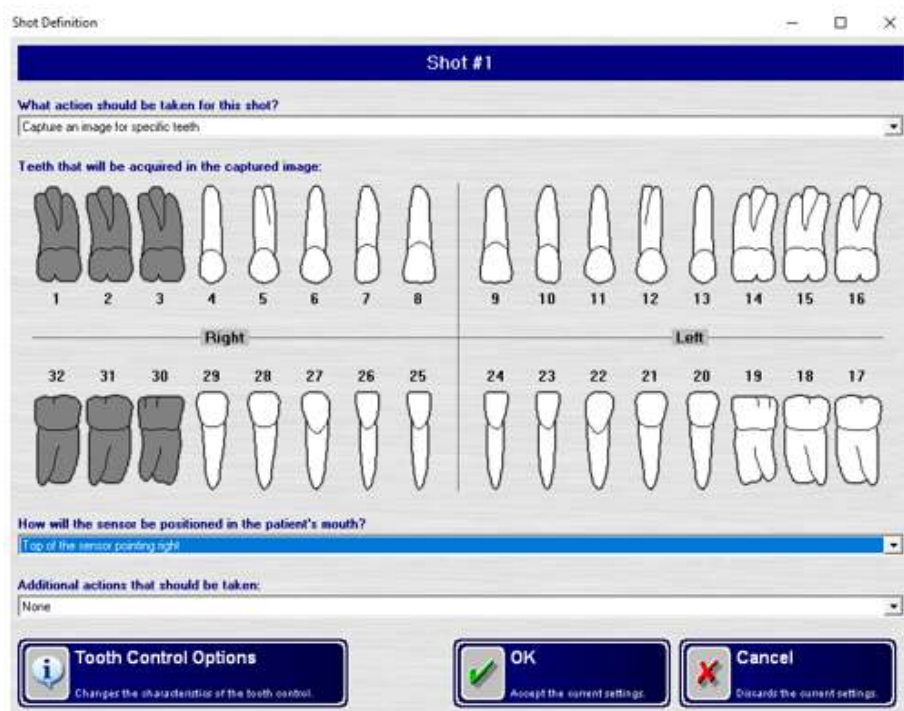 Shot Definition
Shot #1
What action should be taken for this shot?
Capture an image for specific teeth
Teeth that will be acquired in the captured image:
1 2 3 4 5 6 7 8 9 10 11 12 13 14 15 16
Right Left
32 31 30 29 28 27 26 25 24 23 22 21 20 19 18 17
How will the sensor be positioned in the patient's mouth?
Top of the sensor pointing right
Additional actions that should be taken:
None
Tooth Control Options
Changes the characteristics of the tooth control.
OK
Accept the current settings.
Cancel
Discards the current settings.